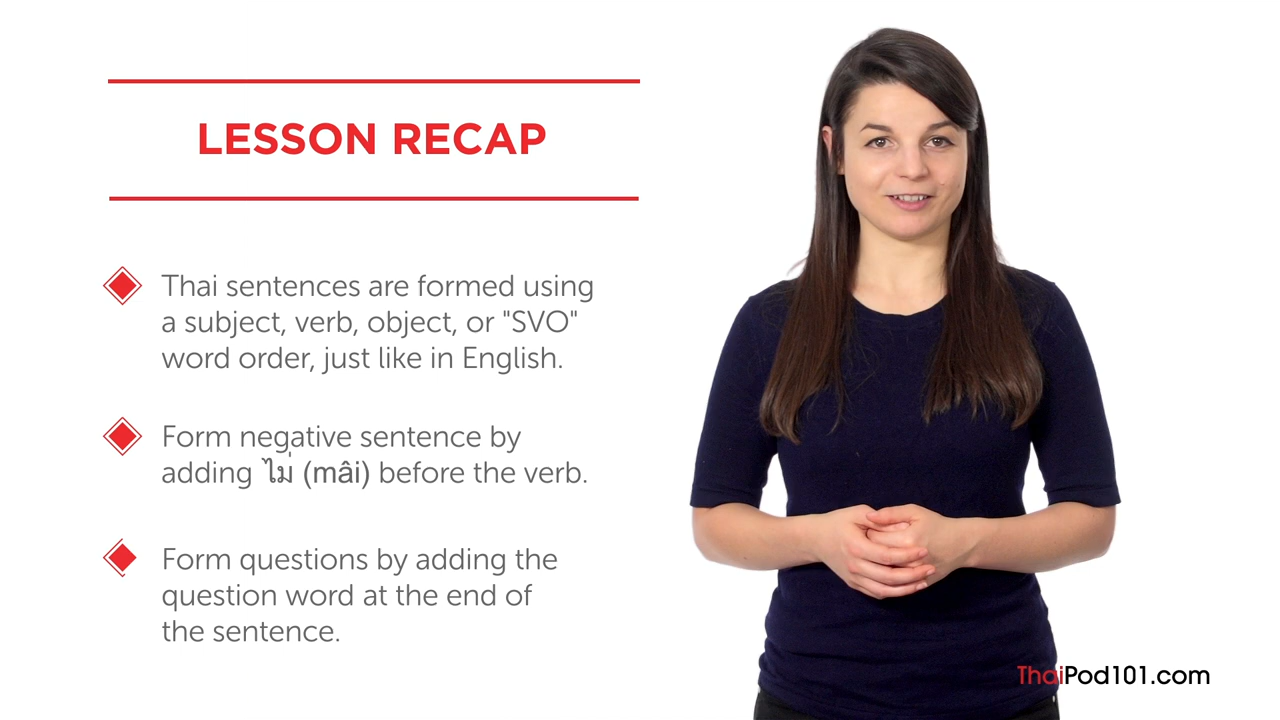 LESSON RECAP
Thai sentences are formed using
a subject, verb, object, or "SVO"
word order, just like in English.
Form negative sentence by
adding ไม่ (mâi) before the verb.
Form questions by adding the
question word at the end of
the sentence.
ThaiPod101.com